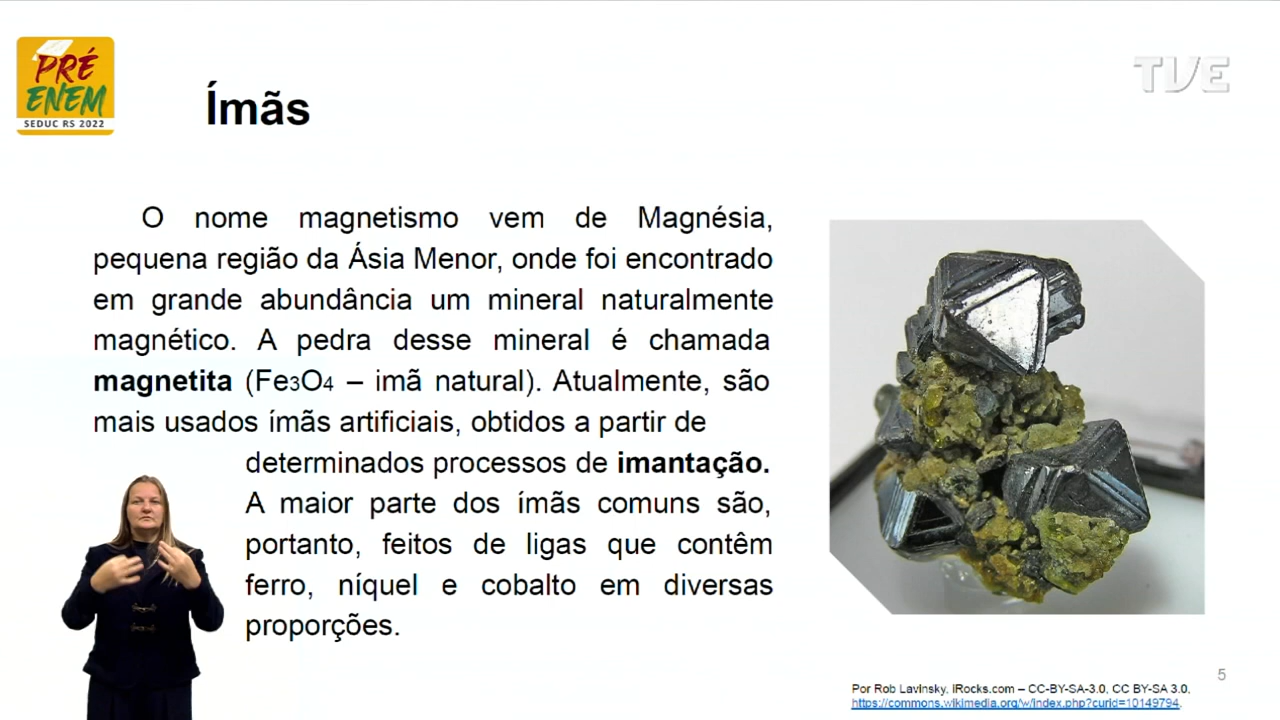 PRÉ
ENEM
SEDUC RS 2022
TVE
Ímãs
O nome magnetismo vem de Magnésia,
pequena região da Ásia Menor, onde foi encontrado
em grande abundância um mineral naturalmente
magnético. A pedra desse mineral é chamada
magnetita (Fe3O4 – imã natural). Atualmente, são
mais usados ímãs artificiais, obtidos a partir de
determinados processos de imantação.
A maior parte dos ímãs comuns são,
portanto, feitos de ligas que contêm
ferro, níquel e cobalto em diversas
proporções.
5
Por Rob Lavinsky, iRocks.com – CC-BY-SA-3.0, CC BY-SA 3.0,
https://commons.wikimedia.org/w/index.php?curid=10149794.